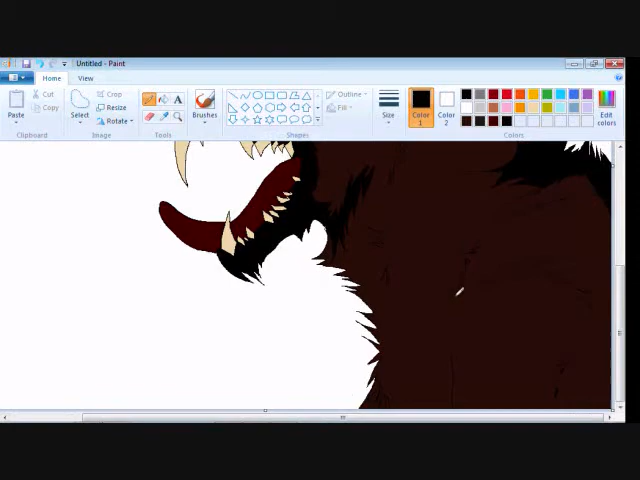 Untitled - Paint
Home View
Paste Cut Copy Select Crop Resize Rotate Brushes Outline Fill Size Color 1 Color 2 Edit colors
Clipboard Image Tools Shapes Colors